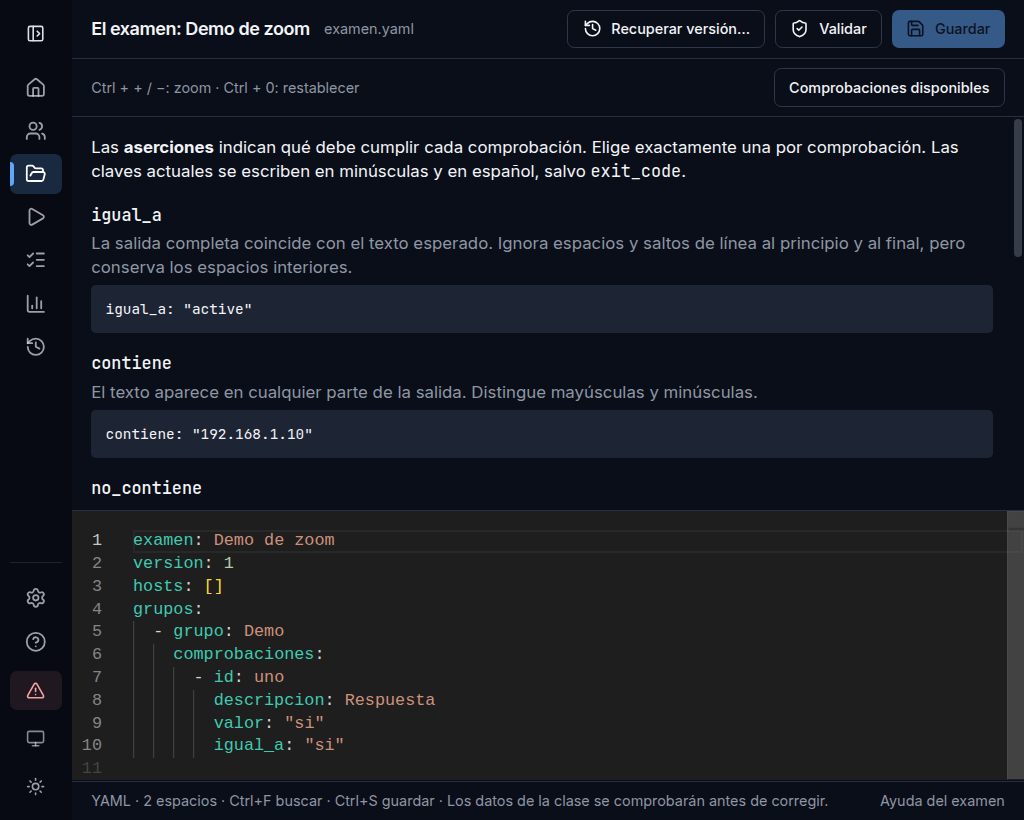 El examen: Demo de zoom examen.yaml Recuperar versión... Validar Guardar
Ctrl + + / −: zoom · Ctrl + 0: restablecer Comprobaciones disponibles
Las aserciones indican qué debe cumplir cada comprobación. Elige exactamente una por comprobación. Las
claves actuales se escriben en minúsculas y en español, salvo exit_code.
igual_a
La salida completa coincide con el texto esperado. Ignora espacios y saltos de línea al principio y al final, pero
conserva los espacios interiores.
igual_a: "active"
contiene
El texto aparece en cualquier parte de la salida. Distingue mayúsculas y minúsculas.
contiene: "192.168.1.10"
no_contiene
1 examen: Demo de zoom
2 version: 1
3 hosts: []
4 grupos:
5 - grupo: Demo
6 comprobaciones:
7 - id: uno
8 descripcion: Respuesta
9 valor: "si"
10 igual_a: "si"
11
YAML · 2 espacios · Ctrl+F buscar · Ctrl+S guardar · Los datos de la clase se comprobarán antes de corregir. Ayuda del examen